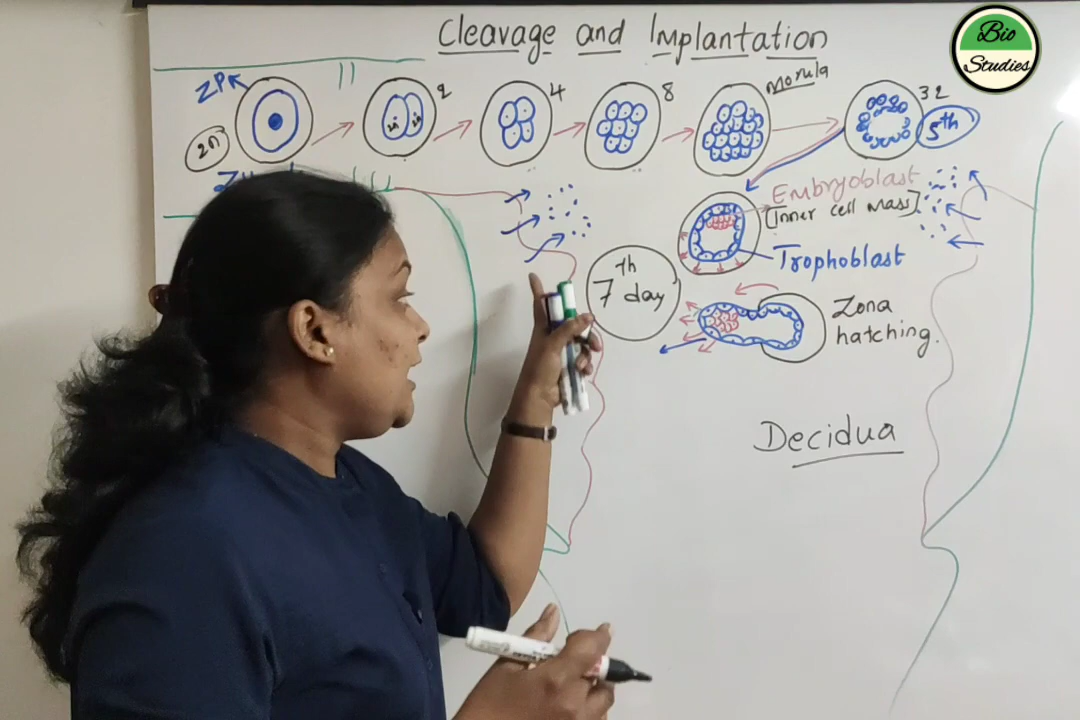 Cleavage and Implantation
Bio
Studies
ZP
2n
2
4
8
Morula
32
5th
Embryoblast
[Inner cell mass]
Trophoblast
7th day
Zona
hatching.
Decidua